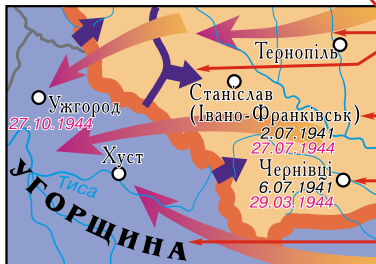 Тернопіль
Станіслав
(Івано-Франківськ)
2.07.1941
27.07.1944
Ужгород
27.10.1944
Хуст
Чернівці
6.07.1941
29.03.1944
Тиса
УГОРЩИНА